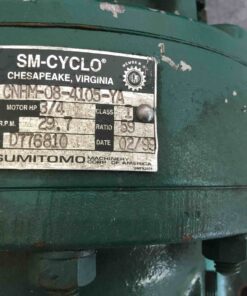 SM-CYCLO®
CHESAPEAKE, VIRGINIA
CNHM-08-4105-YA
MOTOR HP 3/4 CLASS 1
R.P.M. 29.7 RATIO 59
DT76810 DATE 02/99
SUMITOMO MACHINERY
CORP. OF AMERICA